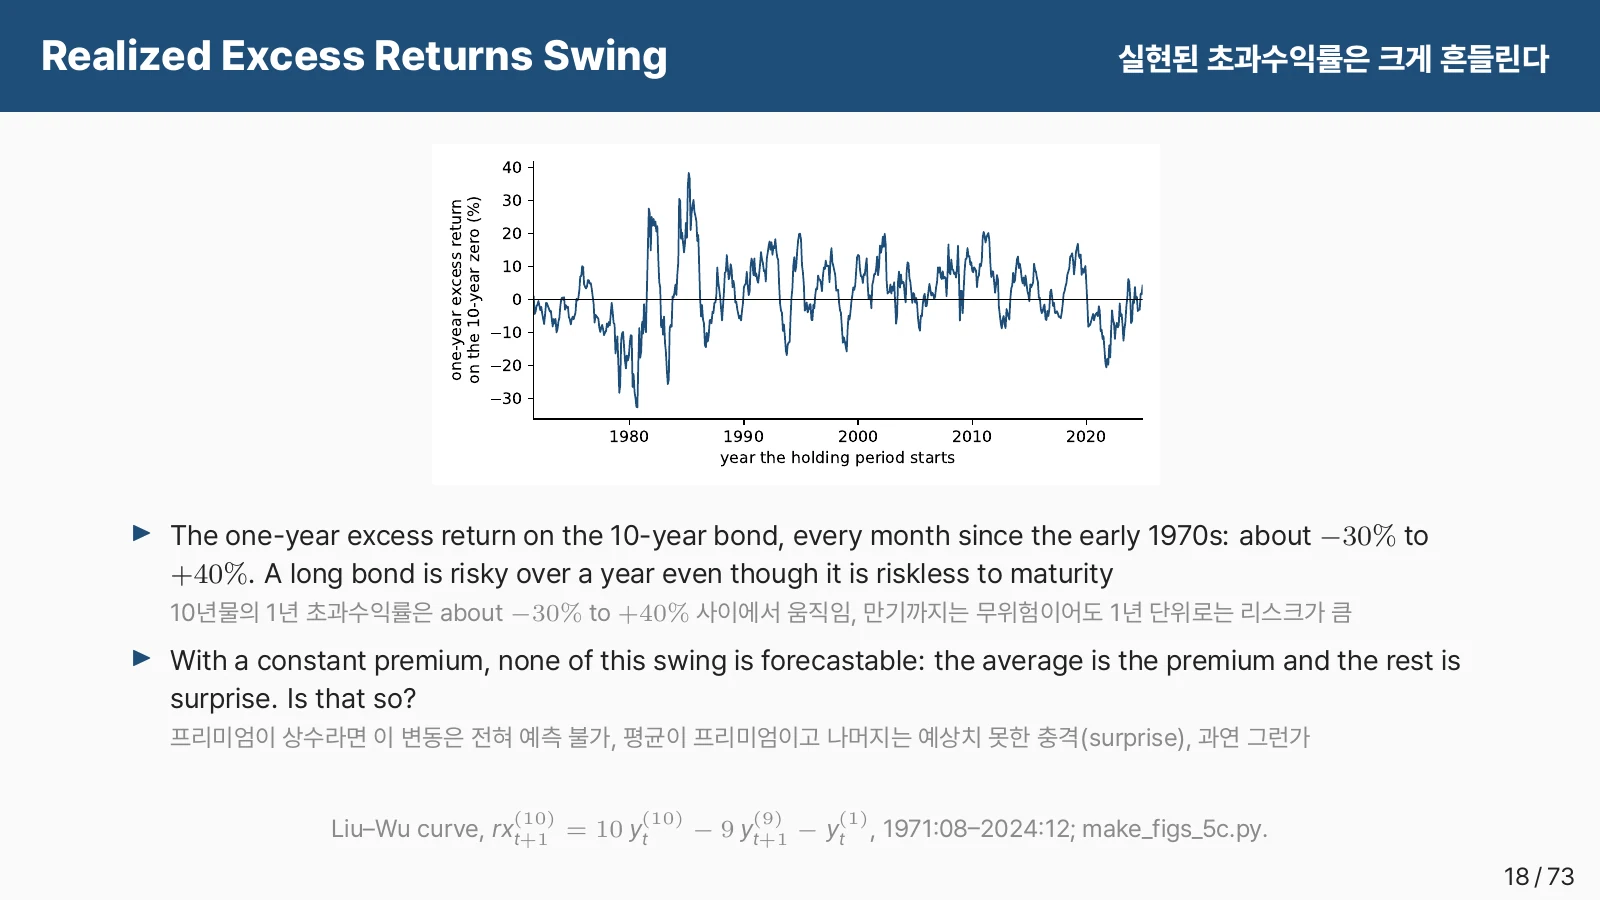 Realized Excess Returns Swing
실현된 초과수익률은 크게 흔들린다
one-year excess return
on the 10-year zero (%)
40
30
20
10
0
−10
−20
−30
1980 1990 2000 2010 2020
year the holding period starts
The one-year excess return on the 10-year bond, every month since the early 1970s: about −30% to
+40%. A long bond is risky over a year even though it is riskless to maturity
10년물의 1년 초과수익률은 about −30% to +40% 사이에서 움직임, 만기까지는 무위험이어도 1년 단위로는 리스크가 큼
With a constant premium, none of this swing is forecastable: the average is the premium and the rest is
surprise. Is that so?
프리미엄이 상수라면 이 변동은 전혀 예측 불가, 평균이 프리미엄이고 나머지는 예상치 못한 충격(surprise), 과연 그런가
Liu–Wu curve, $rx_{t+1}^{(10)} = 10\,y_t^{(10)} - 9\,y_{t+1}^{(9)} - y_t^{(1)}$, 1971:08–2024:12; make_figs_5c.py.
18 / 73